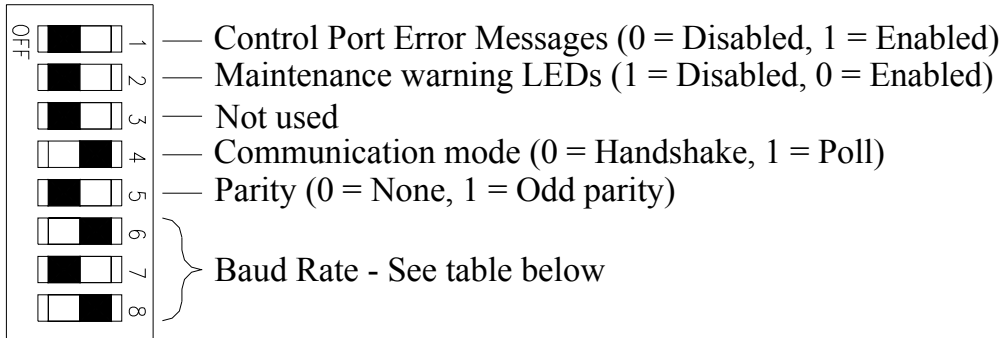 OFF
1 Control Port Error Messages (0 = Disabled, 1 = Enabled)
2 Maintenance warning LEDs (1 = Disabled, 0 = Enabled)
3 Not used
4 Communication mode (0 = Handshake, 1 = Poll)
5 Parity (0 = None, 1 = Odd parity)
6
7 Baud Rate - See table below
8